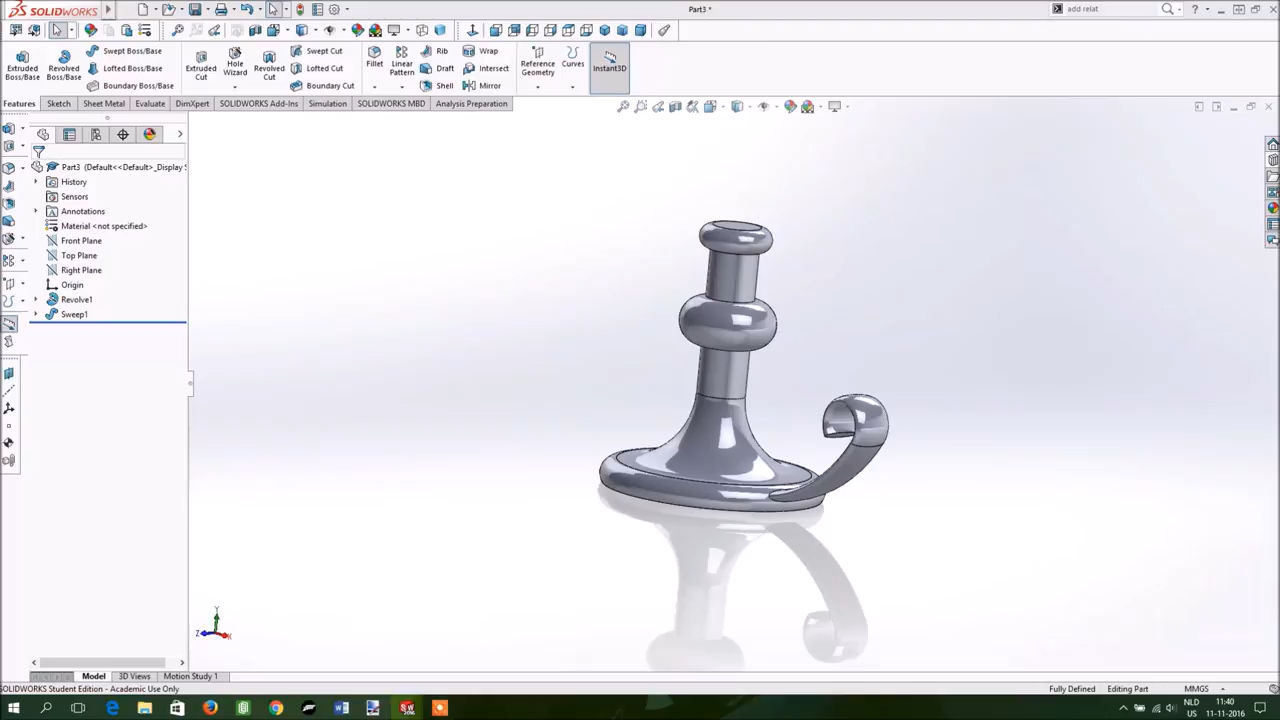 SOLIDWORKS
Part3 *
add relat
Extruded Boss/Base
Revolved Boss/Base
Swept Boss/Base
Lofted Boss/Base
Boundary Boss/Base
Extruded Cut
Hole Wizard
Revolved Cut
Swept Cut
Lofted Cut
Boundary Cut
Fillet
Linear Pattern
Rib
Draft
Shell
Wrap
Intersect
Mirror
Reference Geometry
Curves
Instant3D
Features
Sketch
Sheet Metal
Evaluate
DimXpert
SOLIDWORKS Add-Ins
Simulation
SOLIDWORKS MBD
Analysis Preparation
Part3 (Default<<Default>_Display S
History
Sensors
Annotations
Material <not specified>
Front Plane
Top Plane
Right Plane
Origin
Revolve1
Sweep1
Y
Z
X
Model
3D Views
Motion Study 1
SOLIDWORKS Student Edition - Academic Use Only
Fully Defined
Editing Part
MMGS
NLD
US
11:40
11-11-2016